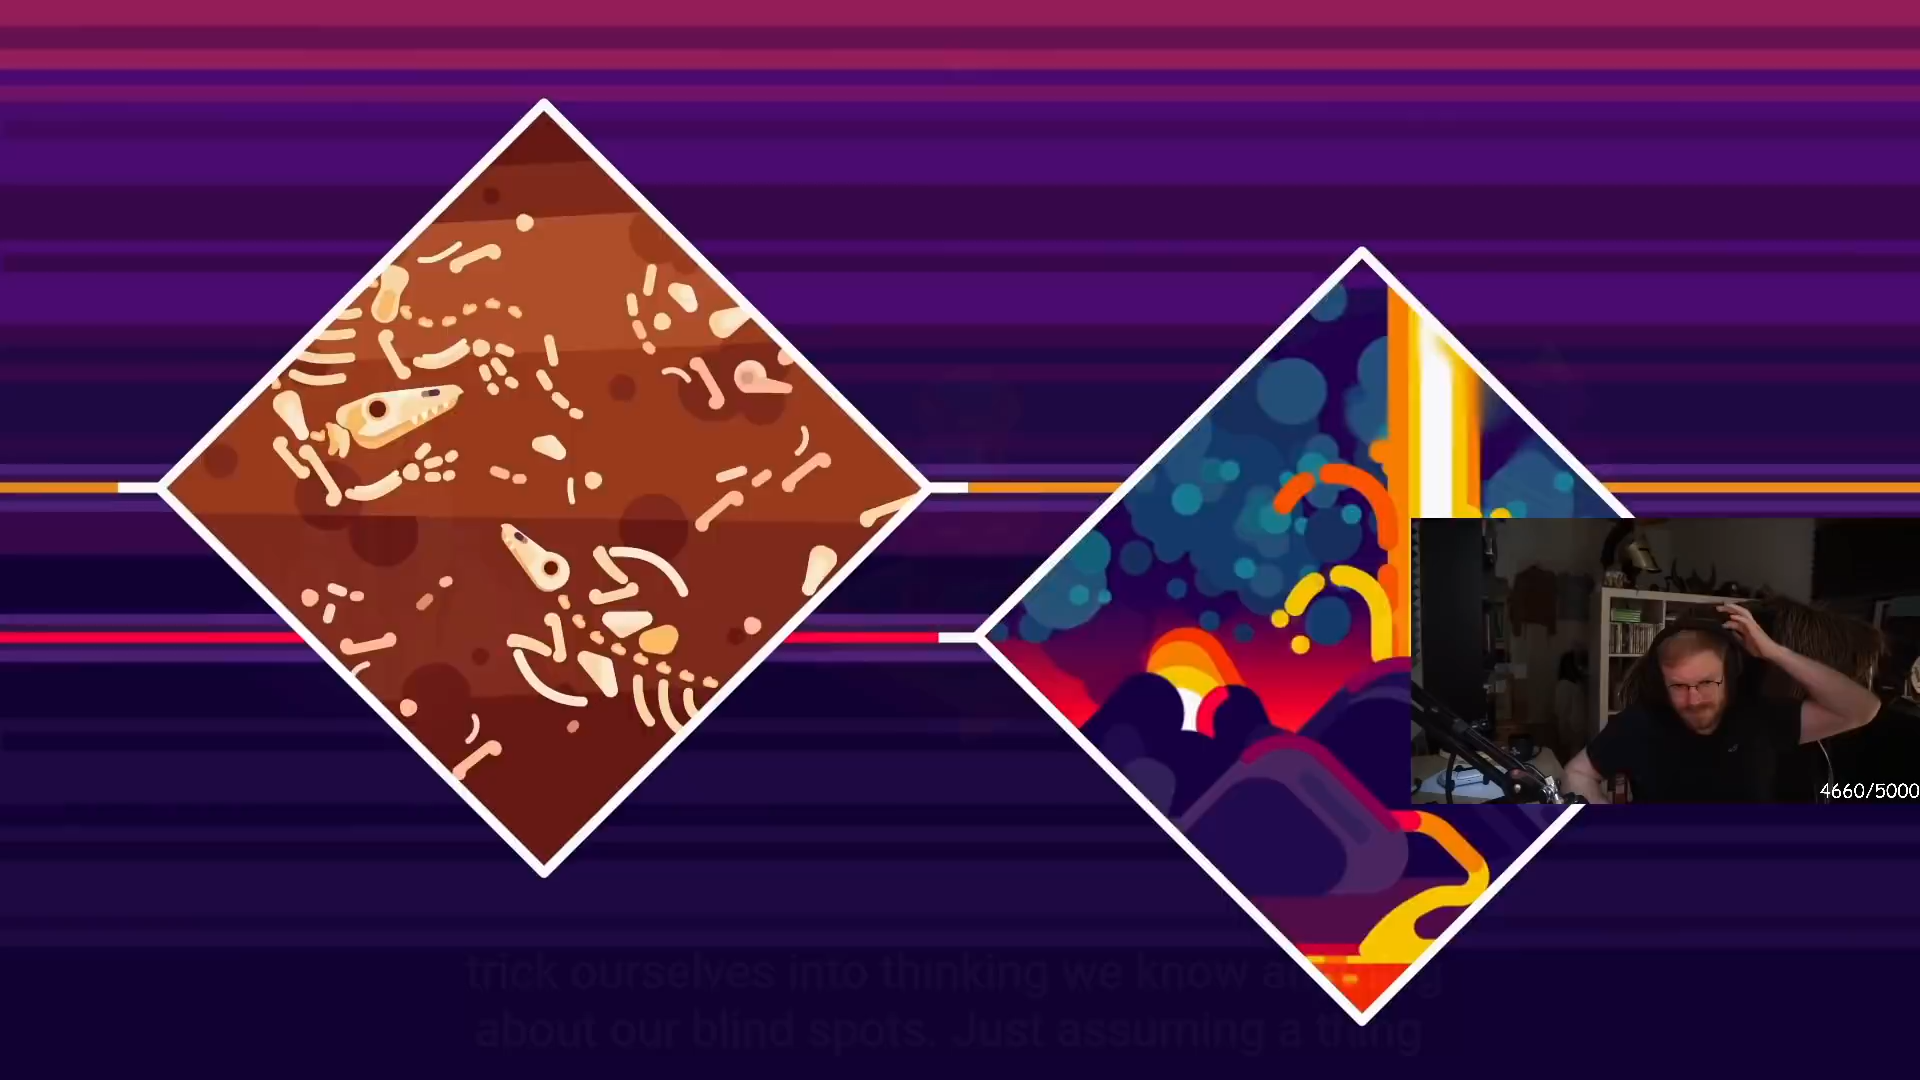 4660/5000
trick ourselves into thinking we know
about our blind spots. Just assuming a thing